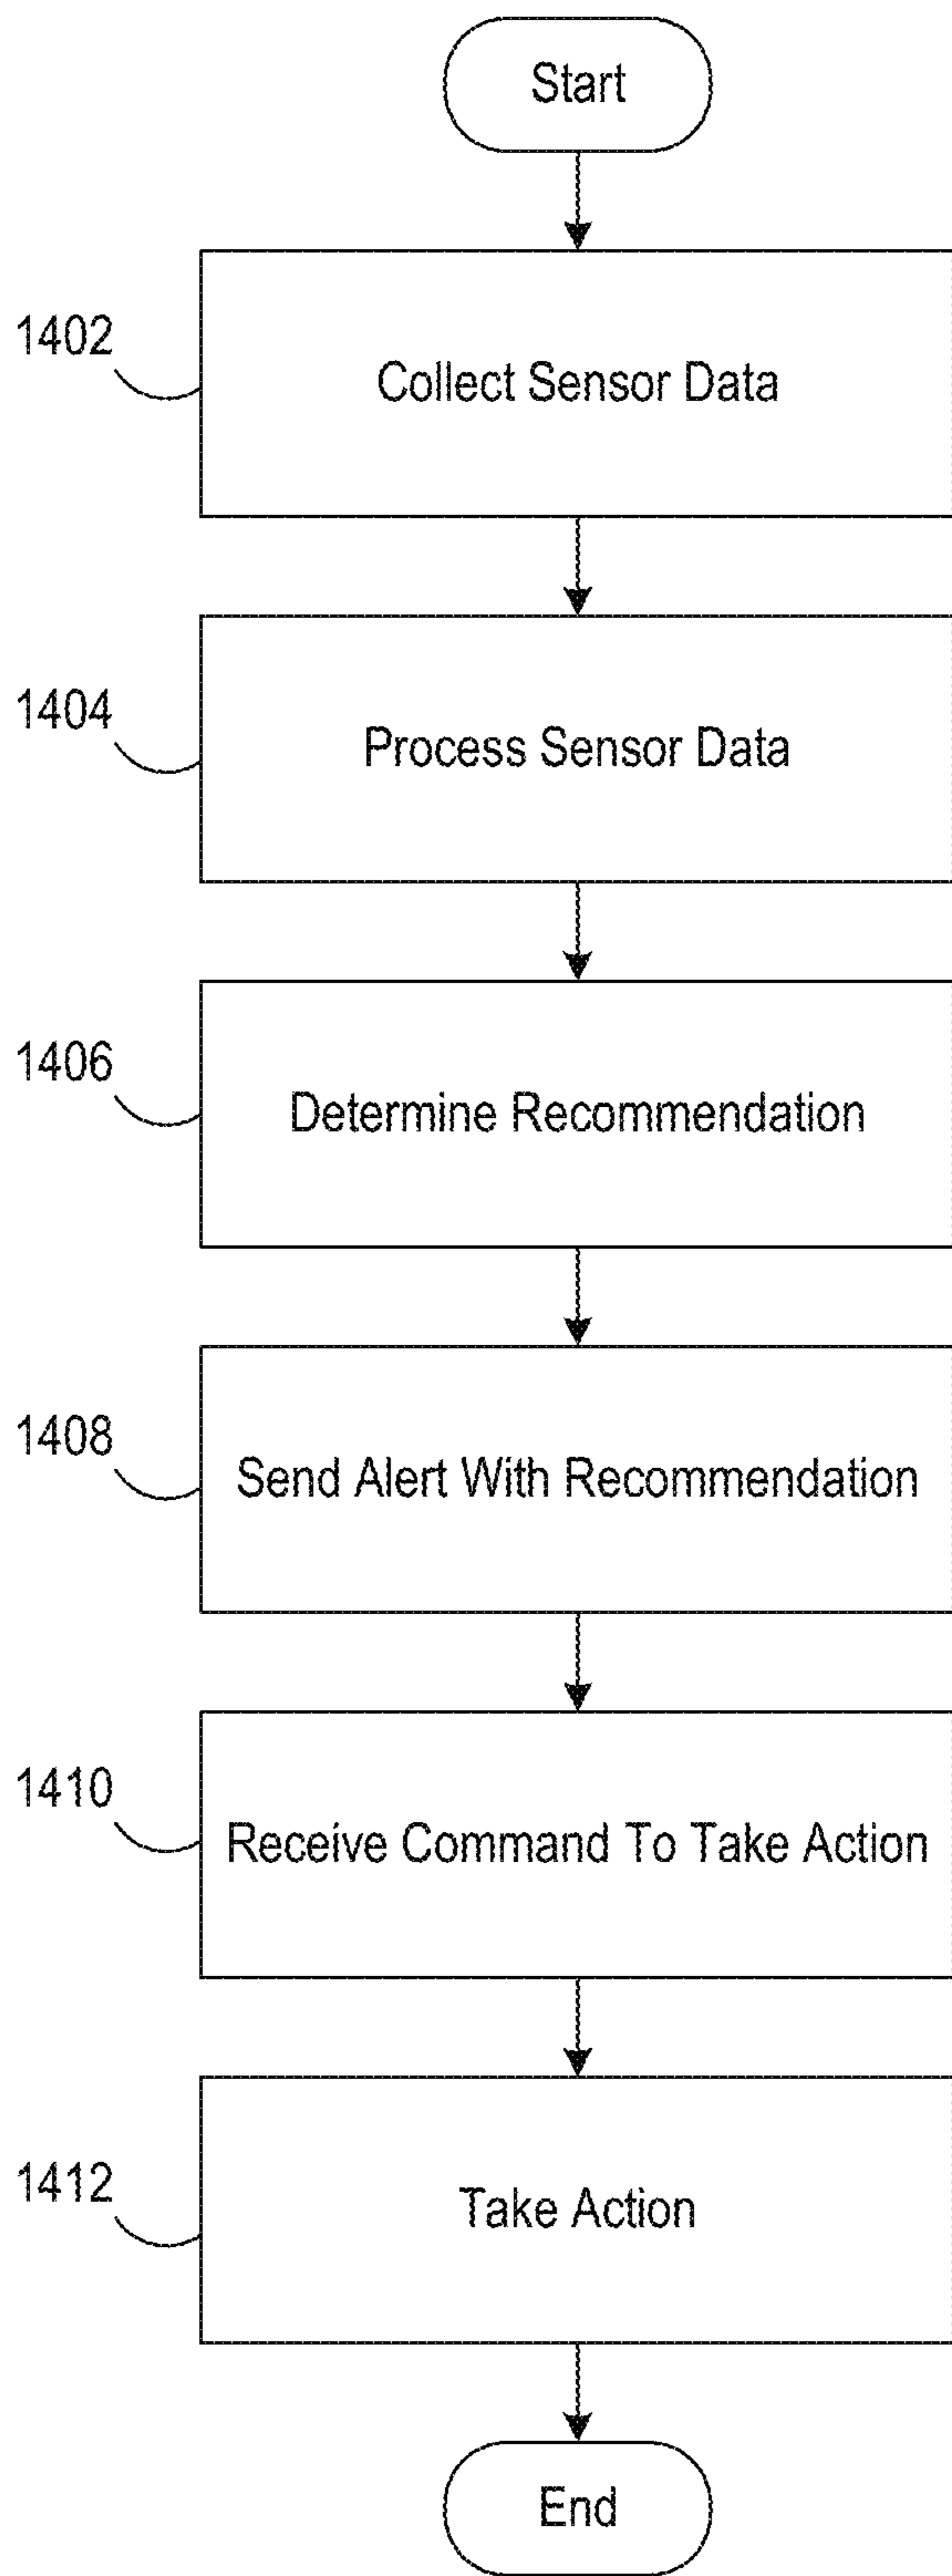 Start
1402
Collect Sensor Data
1404
Process Sensor Data
1406
Determine Recommendation
1408
Send Alert With Recommendation
1410
Receive Command To Take Action
1412
Take Action
End